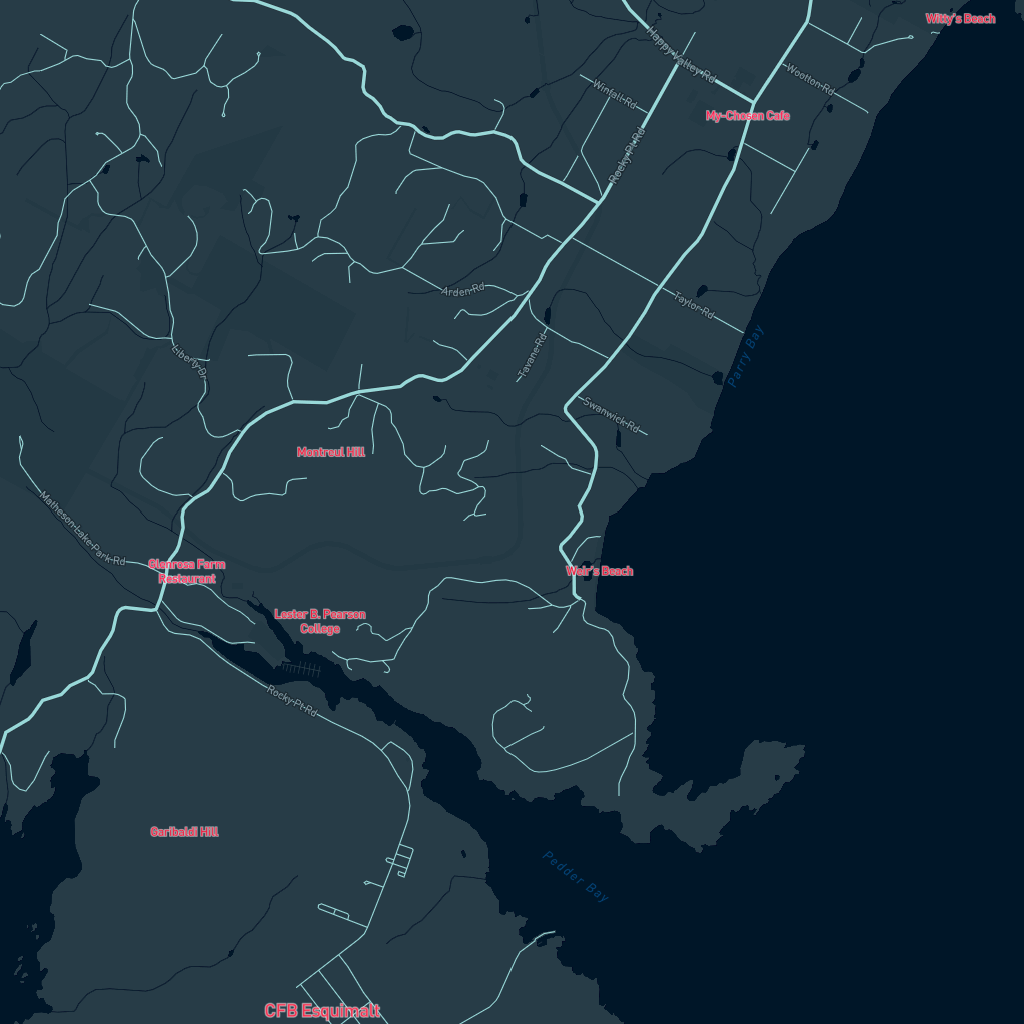 Witty's Beach
Happy Valley Rd
Wootton Rd
Winfall Rd
My-Chosen Cafe
Rocky Pt Rd
Arden Rd
Taylor Rd
Parry Bay
Liberty Dr
Tavane Rd
Swanwick Rd
Montreul Hill
Matheson Lake Park Rd
Glenrosa Farm
Restaurant
Weir's Beach
Lester B. Pearson
College
Rocky Pt Rd
Garibaldi Hill
Pedder Bay
CFB Esquimalt